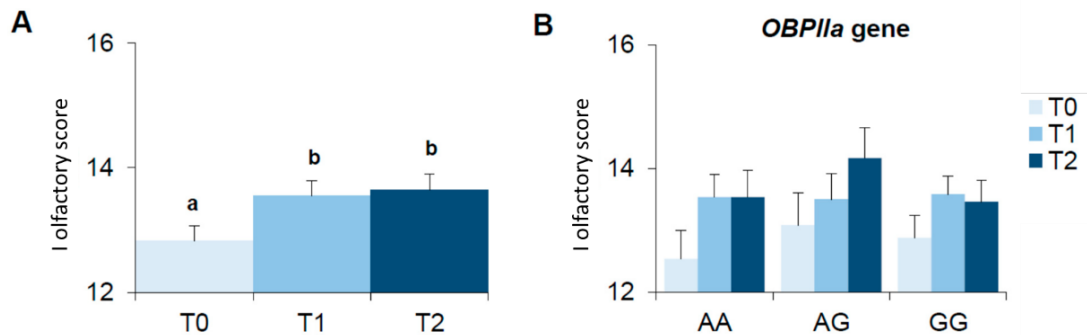 A
I olfactory score
16
14
12
a
b
b
T0 T1 T2
B
OBPIIa gene
I olfactory score
16
14
12
AA AG GG
T0
T1
T2